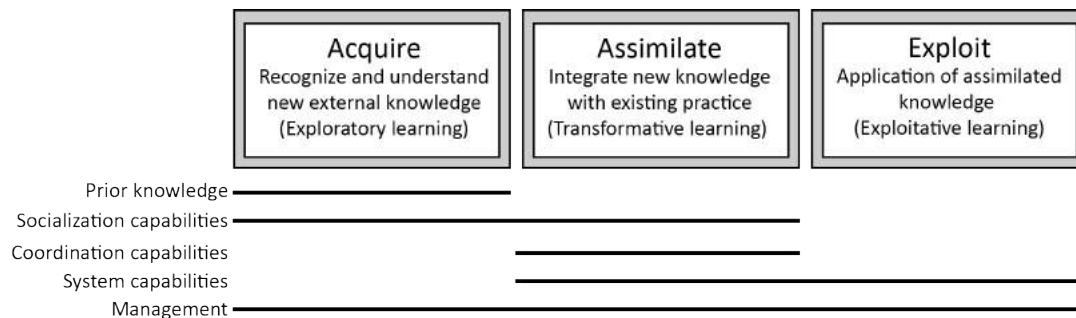 Acquire
Recognize and understand
new external knowledge
(Exploratory learning)
Assimilate
Integrate new knowledge
with existing practice
(Transformative learning)
Exploit
Application of assimilated
knowledge
(Exploitative learning)
Prior knowledge
Socialization capabilities
Coordination capabilities
System capabilities
Management